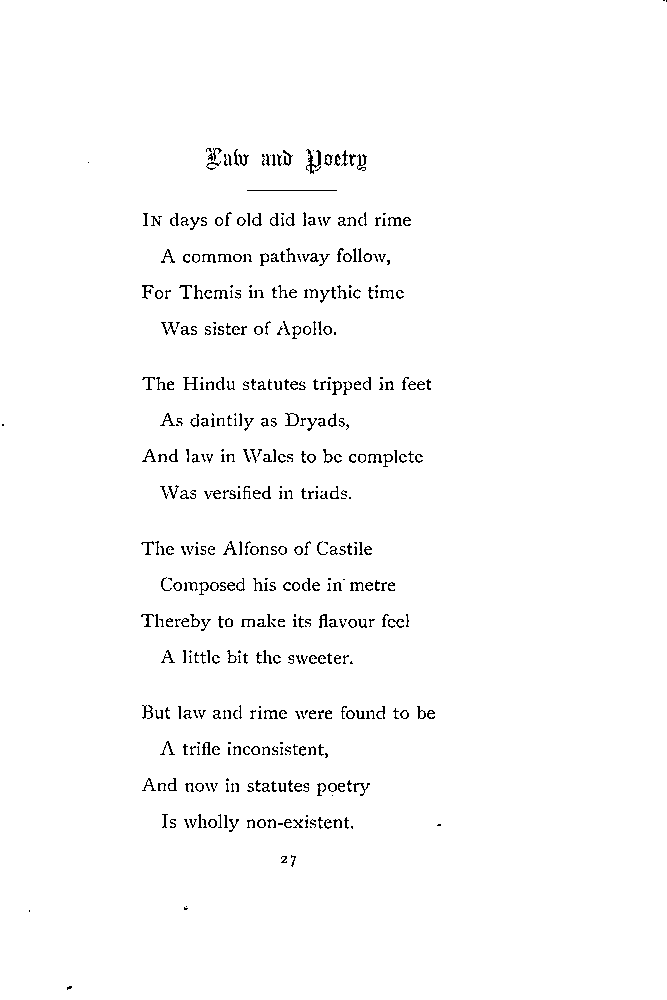 Law and Poetry
IN days of old did law and rime
A common pathway follow,
For Themis in the mythic time
Was sister of Apollo.
The Hindu statutes tripped in feet
As daintily as Dryads,
And law in Wales to be complete
Was versified in triads.
The wise Alfonso of Castile
Composed his code in metre
Thereby to make its flavour feel
A little bit the sweeter.
But law and rime were found to be
A trifle inconsistent,
And now in statutes poetry
Is wholly non-existent.
27